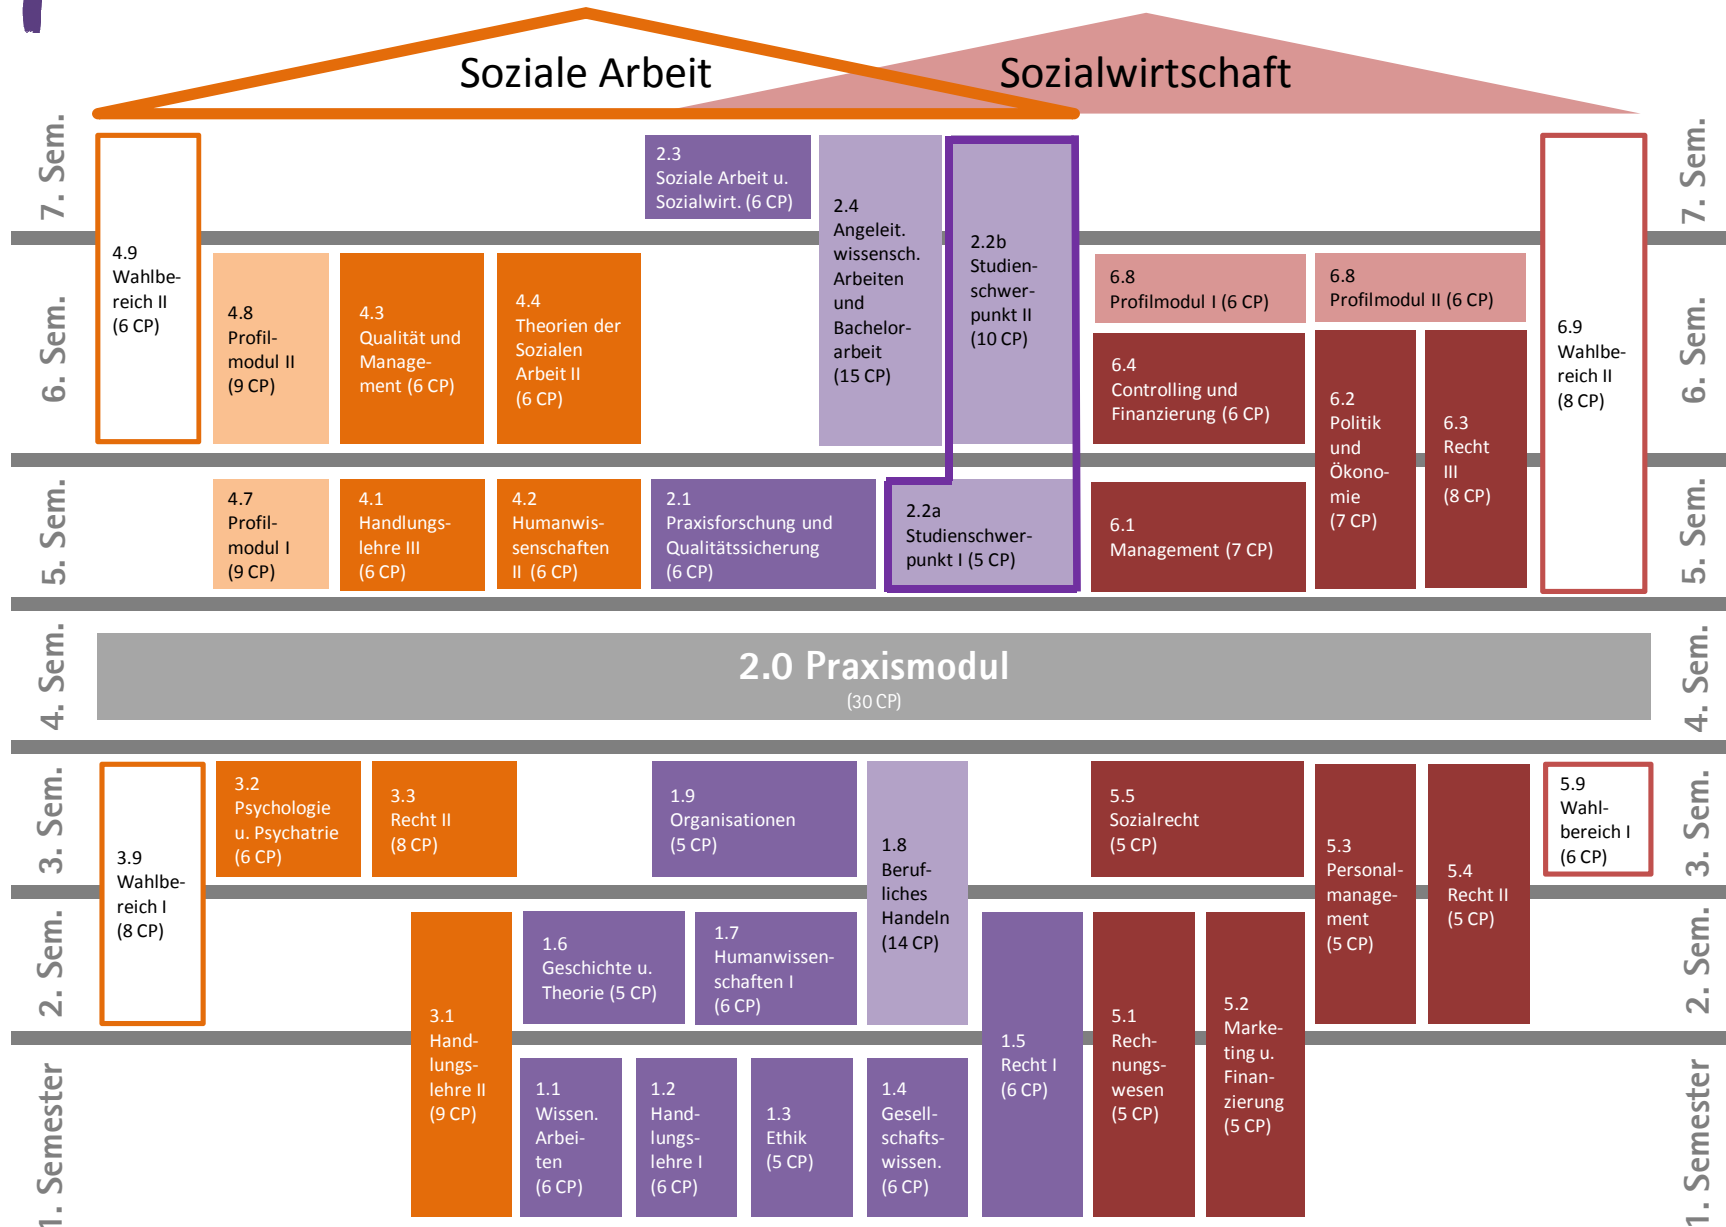 Soziale Arbeit
Sozialwirtschaft
7. Sem.
6. Sem.
5. Sem.
4. Sem.
3. Sem.
2. Sem.
1. Semester
4.9
Wahlbe-
reich II
(6 CP)
2.3
Soziale Arbeit u.
Sozialwirt. (6 CP)
2.4
Angeleit.
wissensch.
Arbeiten
und
Bachelor-
arbeit
(15 CP)
2.2b
Studien-
schwer-
punkt II
(10 CP)
4.8
Profil-
modul II
(9 CP)
4.3
Qualität und
Manage-
ment (6 CP)
4.4
Theorien der
Sozialen
Arbeit II
(6 CP)
6.8
Profilmodul I (6 CP)
6.8
Profilmodul II (6 CP)
6.4
Controlling und
Finanzierung (6 CP)
6.2
Politik
und
Ökono-
mie
(7 CP)
6.3
Recht
III
(8 CP)
6.9
Wahlbe-
reich II
(8 CP)
4.7
Profil-
modul I
(9 CP)
4.1
Handlungs-
lehre III
(6 CP)
4.2
Humanwis-
senschaften
II (6 CP)
2.1
Praxisforschung und
Qualitätssicherung
(6 CP)
2.2a
Studienschwer-
punkt I (5 CP)
6.1
Management (7 CP)
2.0 Praxismodul
(30 CP)
3.9
Wahlbe-
reich I
(8 CP)
3.2
Psychologie
u. Psychatrie
(6 CP)
3.3
Recht II
(8 CP)
1.9
Organisationen
(5 CP)
1.8
Beruf-
liches
Handeln
(14 CP)
5.5
Sozialrecht
(5 CP)
5.3
Personal-
manage-
ment
(5 CP)
5.4
Recht II
(5 CP)
5.9
Wahl-
bereich I
(6 CP)
3.1
Hand-
lungs-
lehre II
(9 CP)
1.6
Geschichte u.
Theorie (5 CP)
1.7
Humanwissen-
schaften I
(6 CP)
1.5
Recht I
(6 CP)
5.1
Rech-
nungs-
wesen
(5 CP)
5.2
Marke-
ting u.
Finan-
zierung
(5 CP)
1.1
Wissen.
Arbei-
ten
(6 CP)
1.2
Hand-
lungs-
lehre I
(6 CP)
1.3
Ethik
(5 CP)
1.4
Gesell-
schafts-
wissen.
(6 CP)
7. Sem.
6. Sem.
5. Sem.
4. Sem.
3. Sem.
2. Sem.
1. Semester